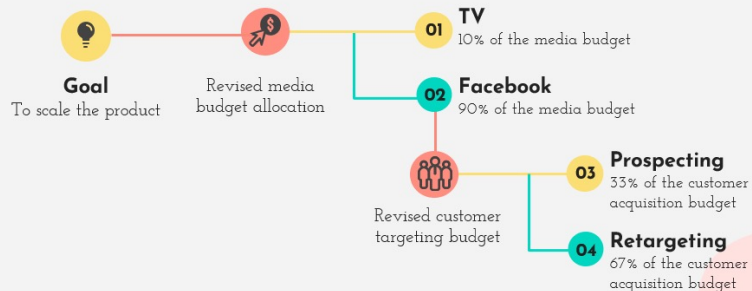 Goal
To scale the product
$
Revised media
budget allocation
01
TV
10% of the media budget
02
Facebook
90% of the media budget
Revised customer
targeting budget
03
Prospecting
33% of the customer
acquisition budget
04
Retargeting
67% of the customer
acquisition budget